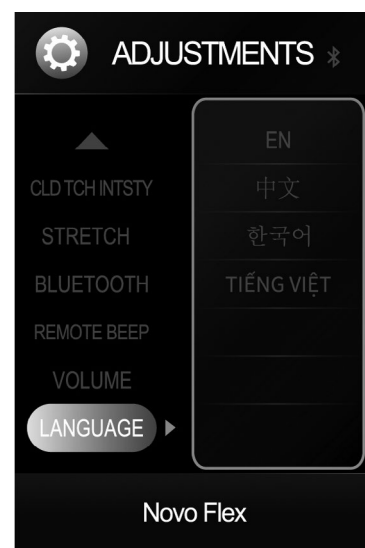 ADJUSTMENTS
CLD TCH INTSTY
STRETCH
BLUETOOTH
REMOTE BEEP
VOLUME
LANGUAGE
EN
中文
한국어
TIẾNG VIỆT
Novo Flex